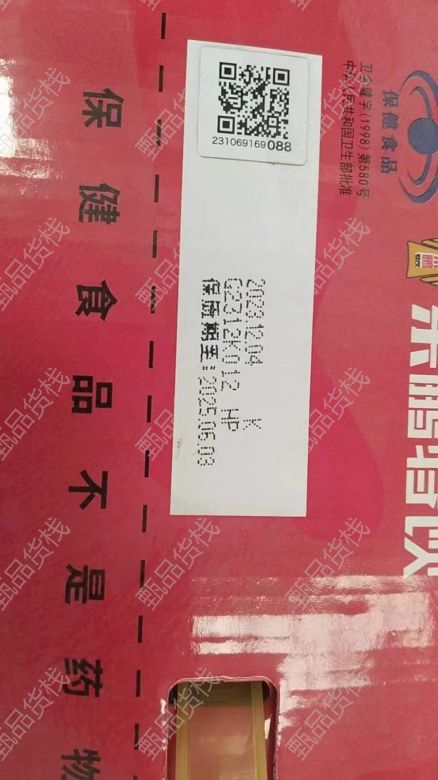 231069169088
保健食品
卫食健字(1998)第580号
中华人民共和国卫生部批准
东鹏特饮
2023.12.04 K
G2312K012 HP
保质期至:2025.06.03
保健食品不是药物
甄品货栈